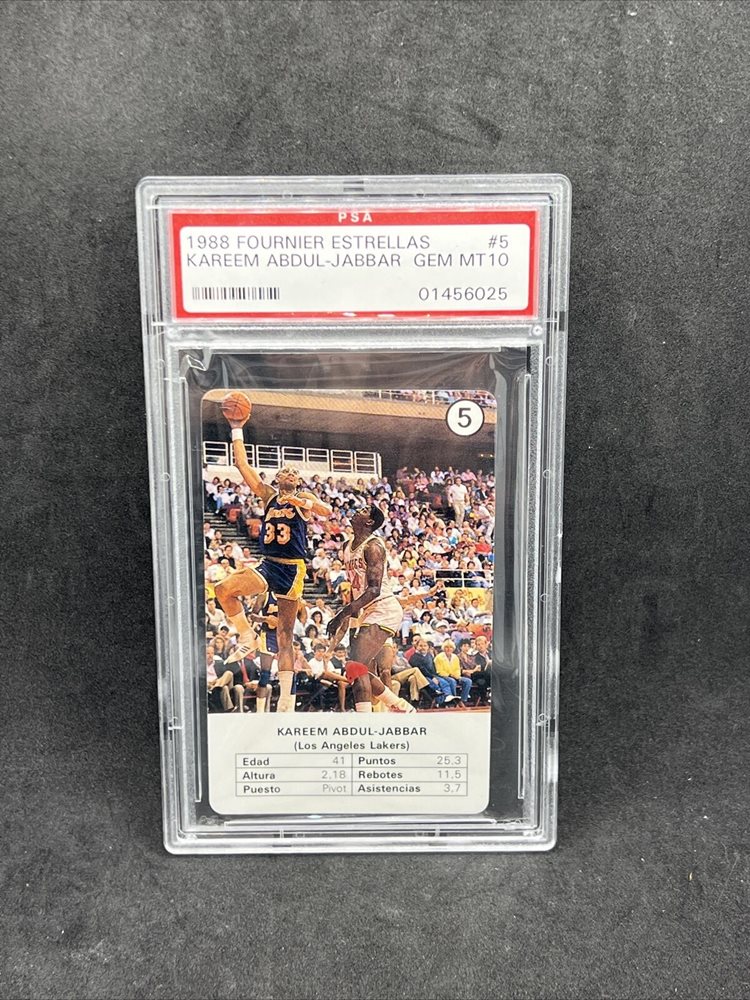 PSA
1988 FOURNIER ESTRELLAS #5
KAREEM ABDUL-JABBAR GEM MT10
01456025
5
33
KAREEM ABDUL-JABBAR
(Los Angeles Lakers)
Edad 41 Puntos 25,3
Altura 2,18 Rebotes 11,5
Puesto Pivot Asistencias 3,7